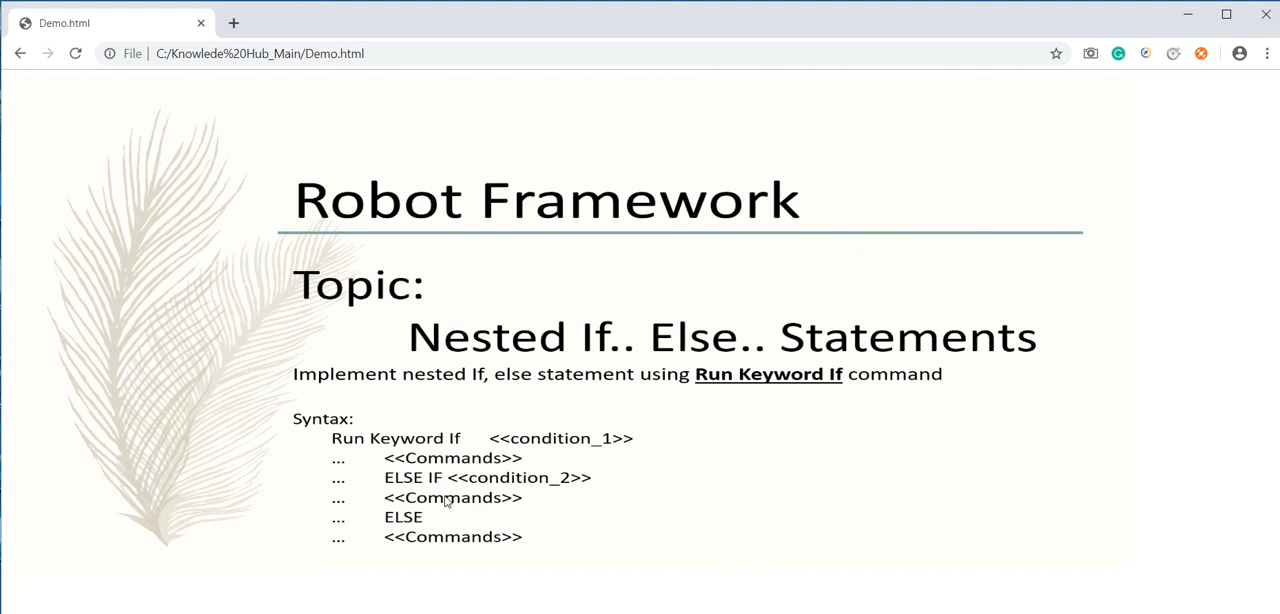 Demo.html
File | C:/Knowlede%20Hub_Main/Demo.html
Robot Framework
Topic:
Nested If.. Else.. Statements
Implement nested If, else statement using Run Keyword If command
Syntax:
Run Keyword If <<condition_1>>
... <<Commands>>
... ELSE IF <<condition_2>>
... <<Commands>>
... ELSE
... <<Commands>>